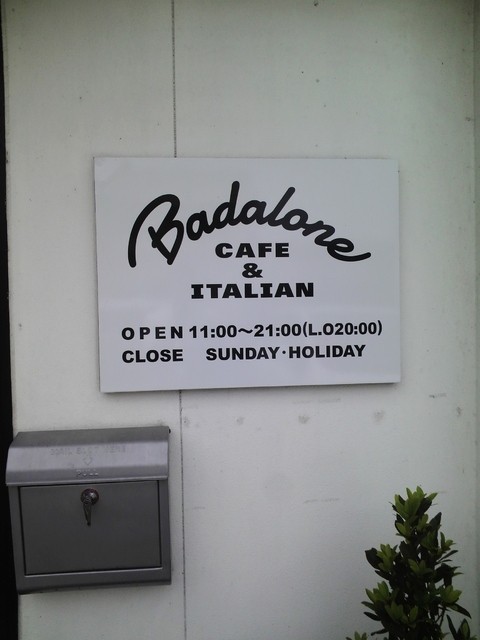 Badalone
CAFE
&
ITALIAN
OPEN 11:00～21:00(L.O20:00)
CLOSE SUNDAY·HOLIDAY